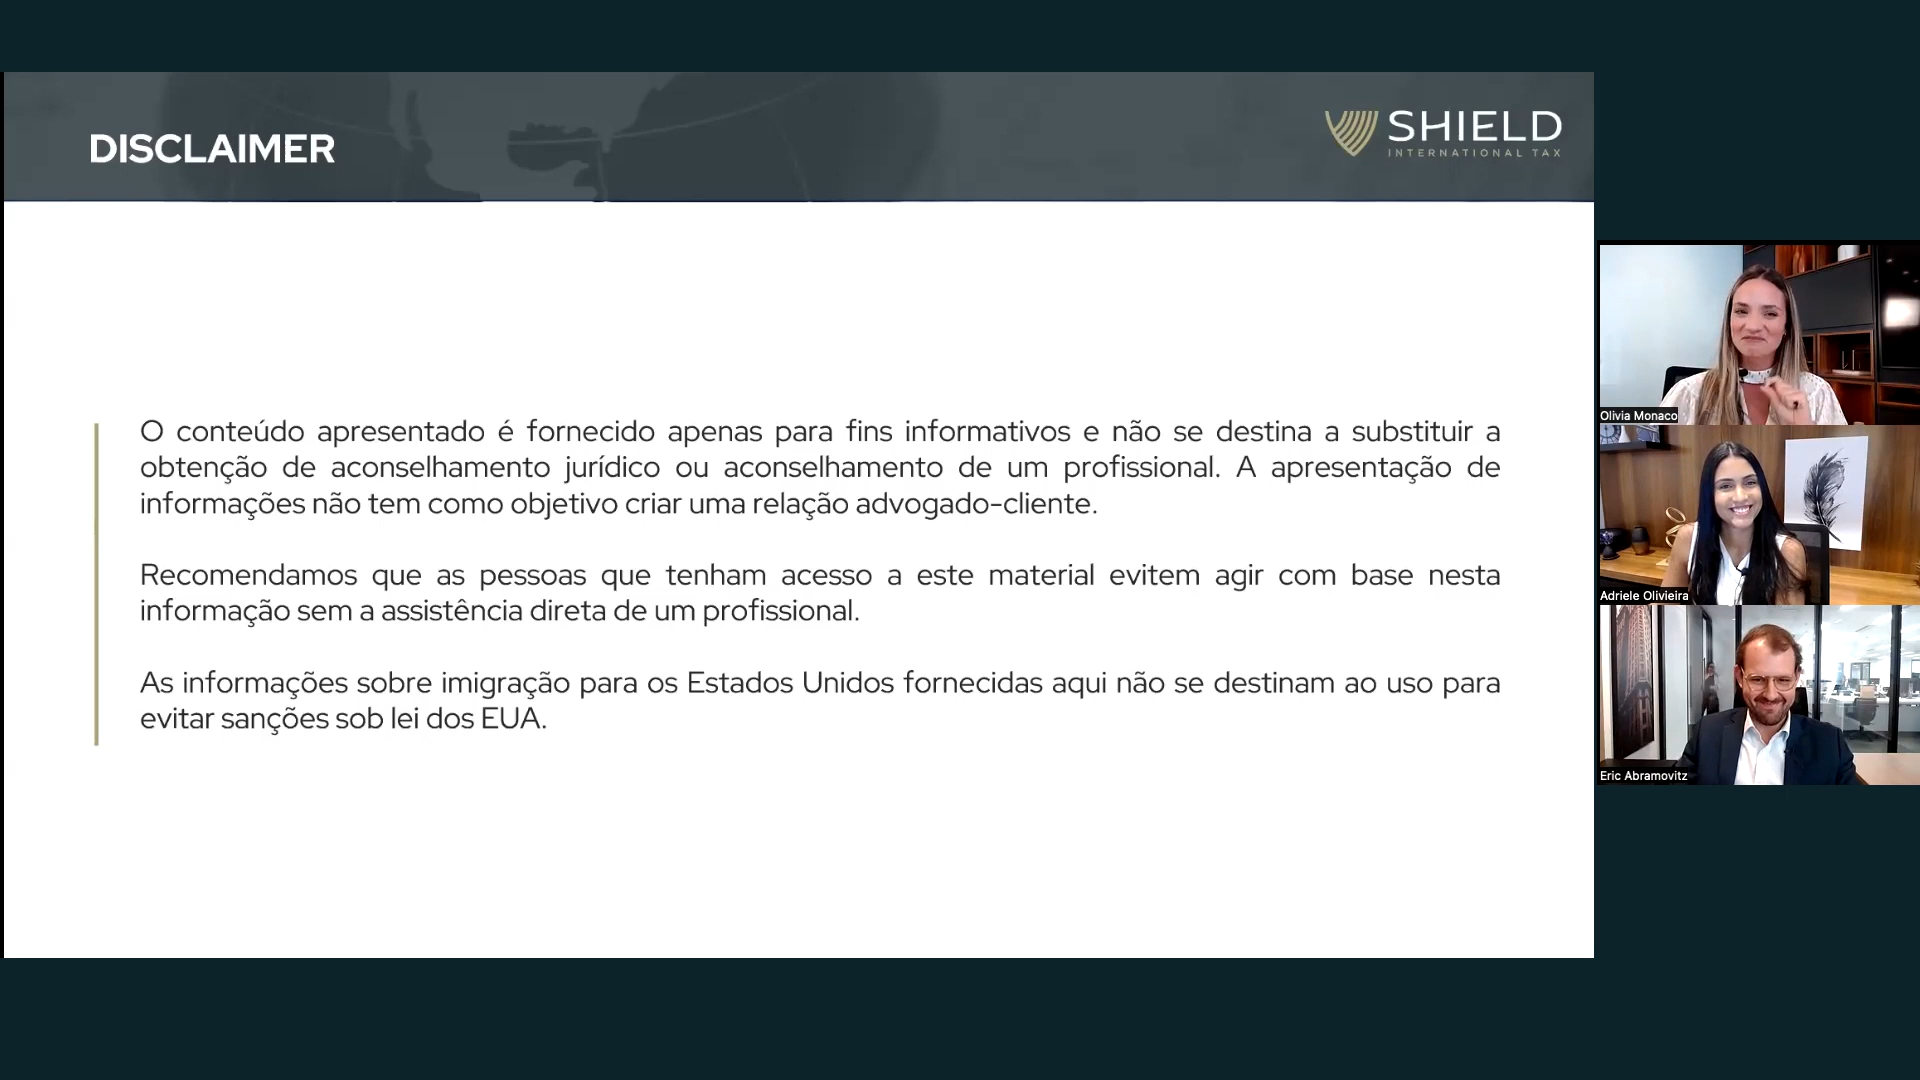 DISCLAIMER
SHIELD
INTERNATIONAL TAX
O conteúdo apresentado é fornecido apenas para fins informativos e não se destina a substituir a
obtenção de aconselhamento jurídico ou aconselhamento de um profissional. A apresentação de
informações não tem como objetivo criar uma relação advogado-cliente.
Recomendamos que as pessoas que tenham acesso a este material evitem agir com base nesta
informação sem a assistência direta de um profissional.
As informações sobre imigração para os Estados Unidos fornecidas aqui não se destinam ao uso para
evitar sanções sob lei dos EUA.
Olivia Monaco
Adriele Olivieira
Eric Abramovitz